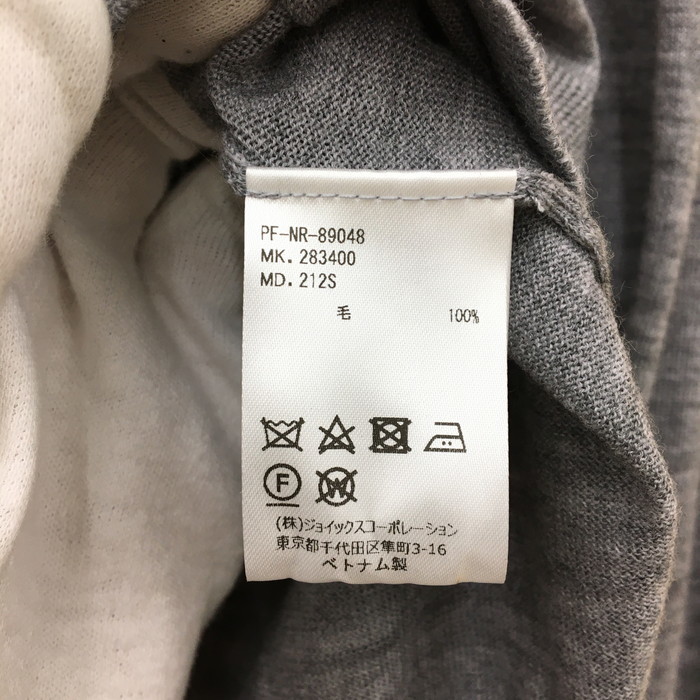 PF-NR-89048
MK. 283400
MD. 212S
毛 100%
F W
(株)ジョイックスコーポレーション
東京都千代田区隼町3-16
ベトナム製